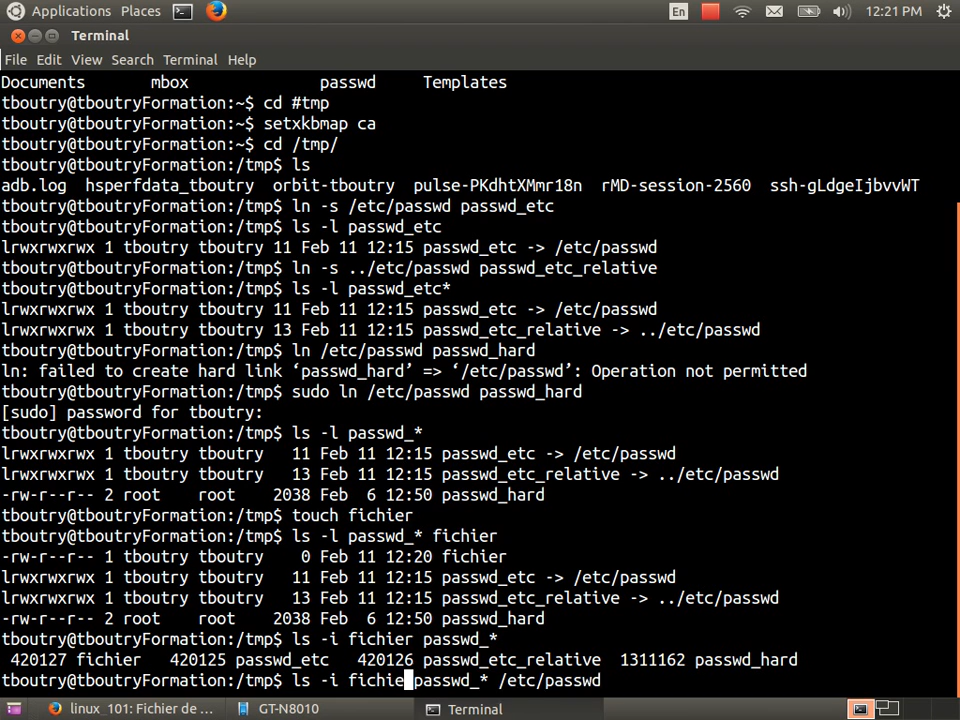 Applications Places En 12:21 PM
Terminal
File Edit View Search Terminal Help
Documents mbox passwd Templates
tboutry@tboutryFormation:~$ cd #tmp
tboutry@tboutryFormation:~$ setxkbmap ca
tboutry@tboutryFormation:~$ cd /tmp/
tboutry@tboutryFormation:/tmp$ ls
adb.log hsperfdata_tboutry orbit-tboutry pulse-PKdhtXMmr18n rMD-session-2560 ssh-gLdgeIjbvvWT
tboutry@tboutryFormation:/tmp$ ln -s /etc/passwd passwd_etc
tboutry@tboutryFormation:/tmp$ ls -l passwd_etc
lrwxrwxrwx 1 tboutry tboutry 11 Feb 11 12:15 passwd_etc -> /etc/passwd
tboutry@tboutryFormation:/tmp$ ln -s ../etc/passwd passwd_etc_relative
tboutry@tboutryFormation:/tmp$ ls -l passwd_etc*
lrwxrwxrwx 1 tboutry tboutry 11 Feb 11 12:15 passwd_etc -> /etc/passwd
lrwxrwxrwx 1 tboutry tboutry 13 Feb 11 12:15 passwd_etc_relative -> ../etc/passwd
tboutry@tboutryFormation:/tmp$ ln /etc/passwd passwd_hard
ln: failed to create hard link ‘passwd_hard’ => ‘/etc/passwd’: Operation not permitted
tboutry@tboutryFormation:/tmp$ sudo ln /etc/passwd passwd_hard
[sudo] password for tboutry:
tboutry@tboutryFormation:/tmp$ ls -l passwd_*
lrwxrwxrwx 1 tboutry tboutry 11 Feb 11 12:15 passwd_etc -> /etc/passwd
lrwxrwxrwx 1 tboutry tboutry 13 Feb 11 12:15 passwd_etc_relative -> ../etc/passwd
-rw-r--r-- 2 root root 2038 Feb 6 12:50 passwd_hard
tboutry@tboutryFormation:/tmp$ touch fichier
tboutry@tboutryFormation:/tmp$ ls -l passwd_* fichier
-rw-r--r-- 1 tboutry tboutry 0 Feb 11 12:20 fichier
lrwxrwxrwx 1 tboutry tboutry 11 Feb 11 12:15 passwd_etc -> /etc/passwd
lrwxrwxrwx 1 tboutry tboutry 13 Feb 11 12:15 passwd_etc_relative -> ../etc/passwd
-rw-r--r-- 2 root root 2038 Feb 6 12:50 passwd_hard
tboutry@tboutryFormation:/tmp$ ls -i fichier passwd_*
420127 fichier 420125 passwd_etc 420126 passwd_etc_relative 1311162 passwd_hard
tboutry@tboutryFormation:/tmp$ ls -i fichie passwd_* /etc/passwd
linux_101: Fichier de ... GT-N8010 Terminal